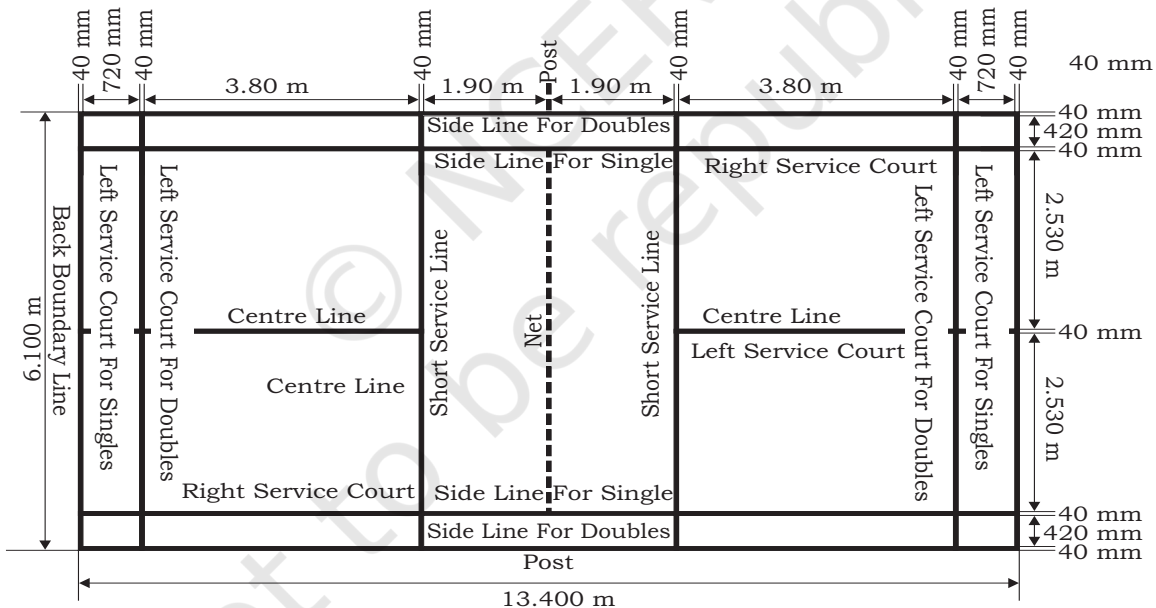 40 mm
720 mm
40 mm
40 mm
Post
40 mm
40 mm
720 mm
40 mm
40 mm
3.80 m
1.90 m
1.90 m
3.80 m
Side Line For Doubles
40 mm
420 mm
40 mm
Side Line For Single
Right Service Court
Back Boundary Line
6.100 m
Left Service Court For Singles
Left Service Court For Doubles
Short Service Line
Net
Short Service Line
Left Service Court For Doubles
Left Service Court For Singles
2.530 m
Centre Line
Centre Line
40 mm
Left Service Court
Centre Line
2.530 m
Right Service Court
Side Line For Single
Side Line For Doubles
40 mm
420 mm
40 mm
Post
13.400 m
© NCER
not to be republ